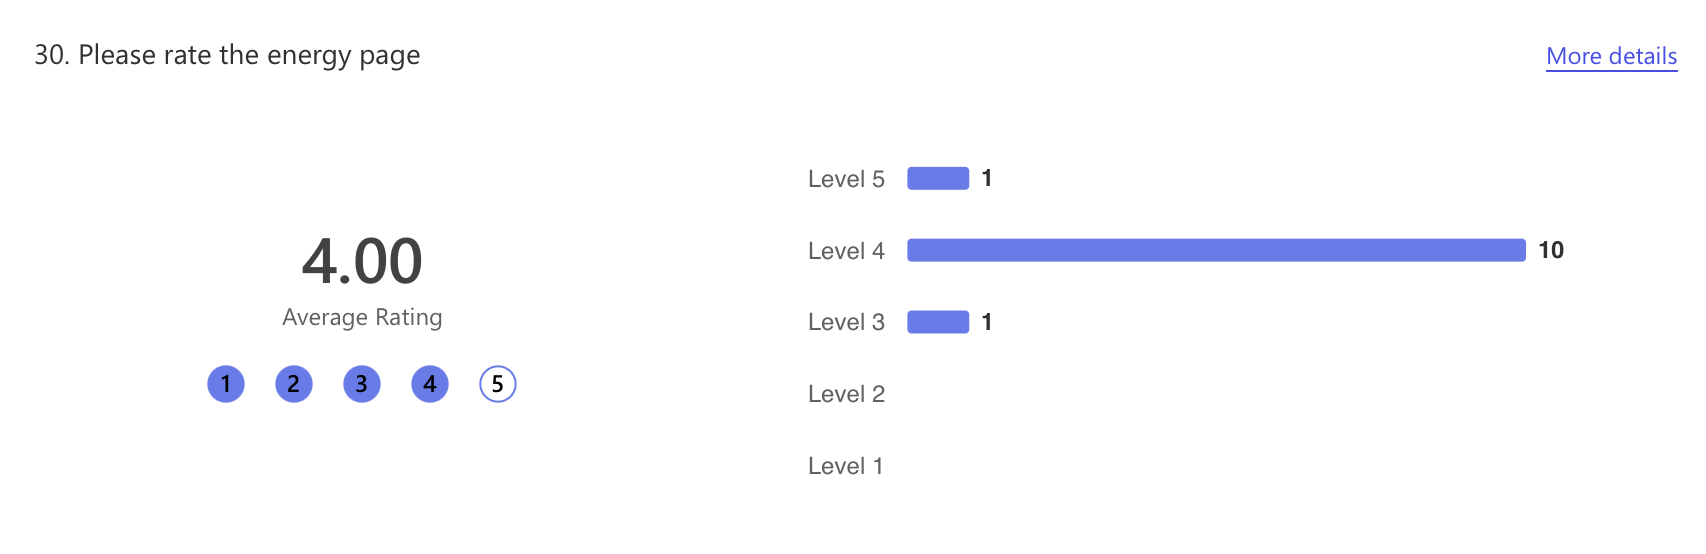 30. Please rate the energy page
More details
4.00
Average Rating
1 2 3 4 5
Level 5 1
Level 4 10
Level 3 1
Level 2
Level 1